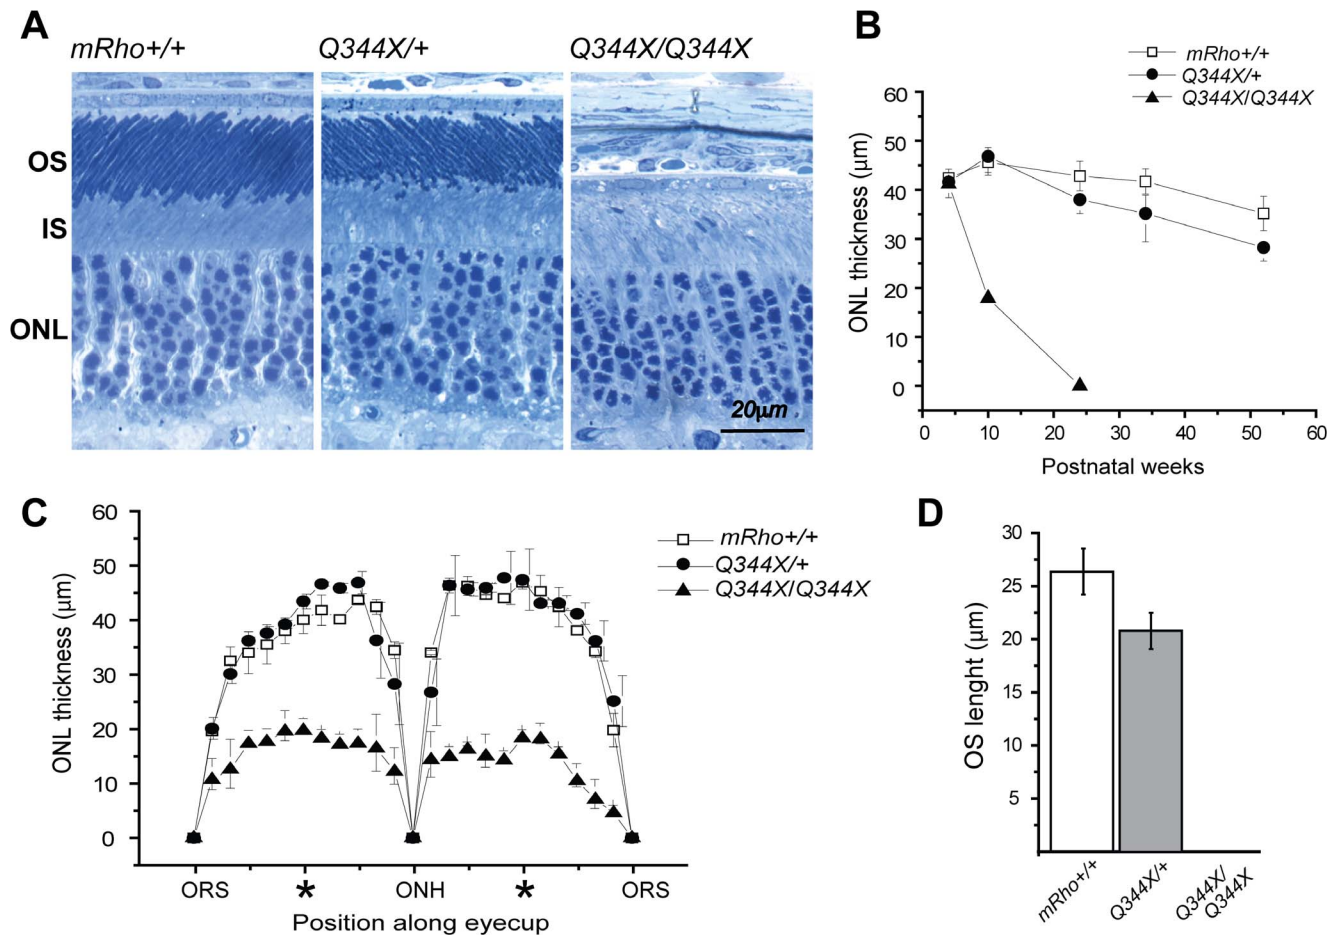 A
mRho+/+
Q344X/+
Q344X/Q344X
OS
IS
ONL
20µm
B
mRho+/+
Q344X/+
Q344X/Q344X
60
50
40
30
20
10
0
ONL thickness (µm)
0 10 20 30 40 50 60
Postnatal weeks
C
mRho+/+
Q344X/+
Q344X/Q344X
60
50
40
30
20
10
0
ONL thickness (µm)
ORS * ONH * ORS
Position along eyecup
D
30
25
20
15
10
5
OS lenght (µm)
mRho+/+
Q344X/+
Q344X/
Q344X